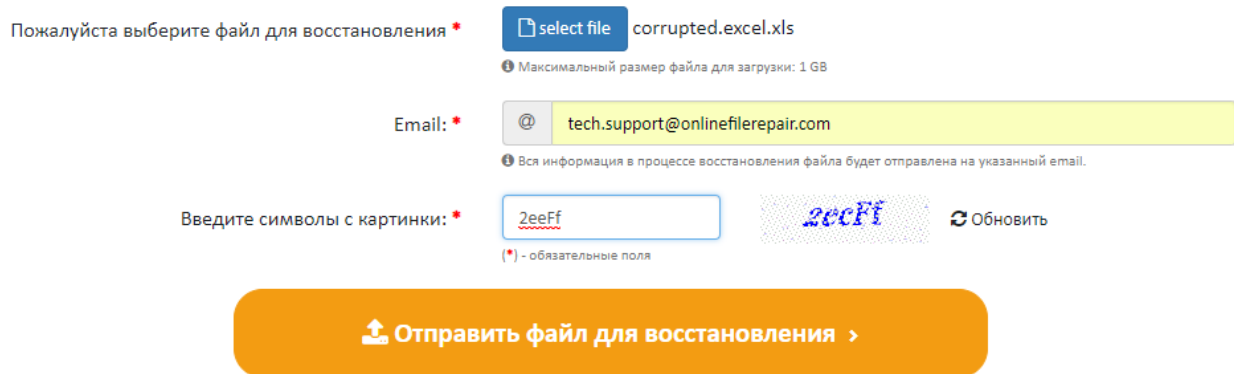 Пожалуйста выберите файл для восстановления * select file corrupted.excel.xls
Максимальный размер файла для загрузки: 1 GB
Email: * @ tech.support@onlinefilerepair.com
Вся информация в процессе восстановления файла будет отправлена на указанный email.
Введите символы с картинки: * 2eeFf 2ecFf Обновить
(*) - обязательные поля
Отправить файл для восстановления ›